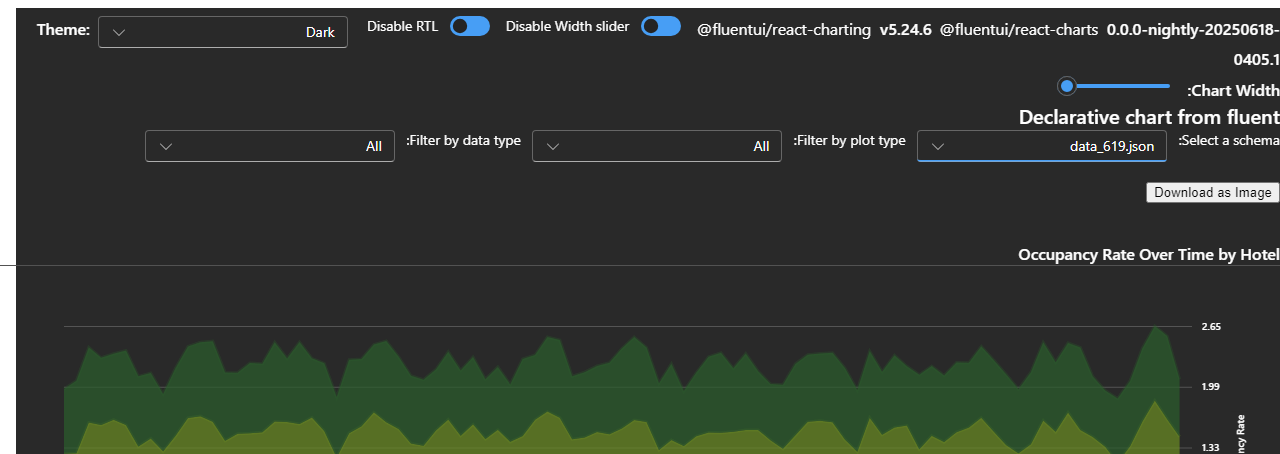 Theme: Dark Disable RTL Disable Width slider @fluentui/react-charting v5.24.6 @fluentui/react-charts 0.0.0-nightly-20250618-
0405.1
:Chart Width
Declarative chart from fluent
All :Filter by data type All :Filter by plot type data_619.json :Select a schema
Download as Image
Occupancy Rate Over Time by Hotel
2.65
1.99
1.33
Rate